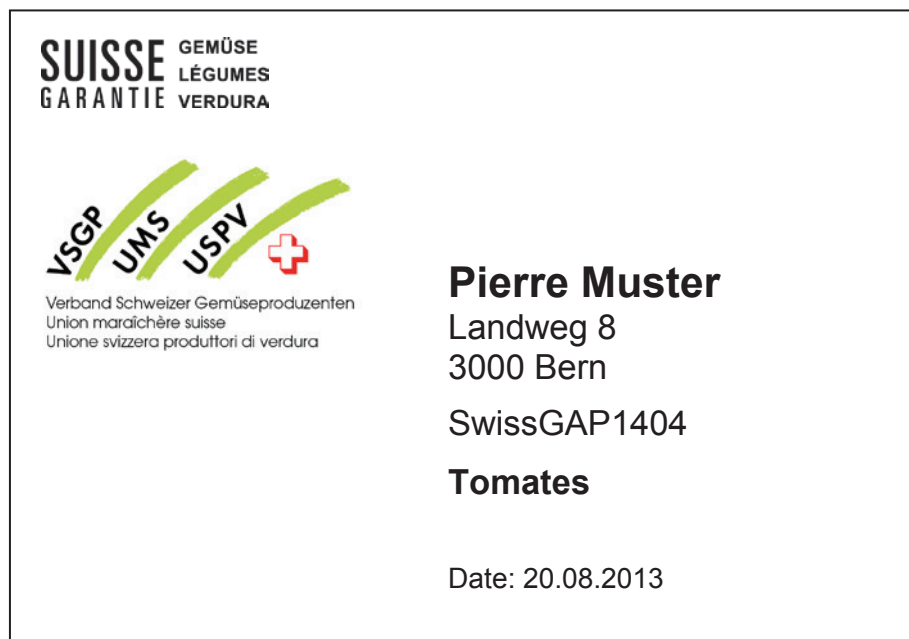 SUISSE GARANTIE
GEMÜSE
LÉGUMES
VERDURA
VSGP
UMS
USPV
Verband Schweizer Gemüseproduzenten
Union maraîchère suisse
Unione svizzera produttori di verdura
Pierre Muster
Landweg 8
3000 Bern
SwissGAP1404
Tomates
Date: 20.08.2013